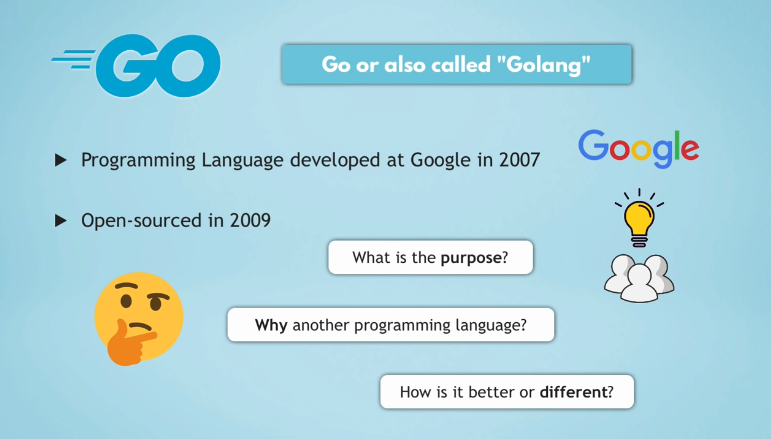 GO
Go or also called "Golang"
Google
Programming Language developed at Google in 2007
Open-sourced in 2009
What is the purpose?
Why another programming language?
How is it better or different?